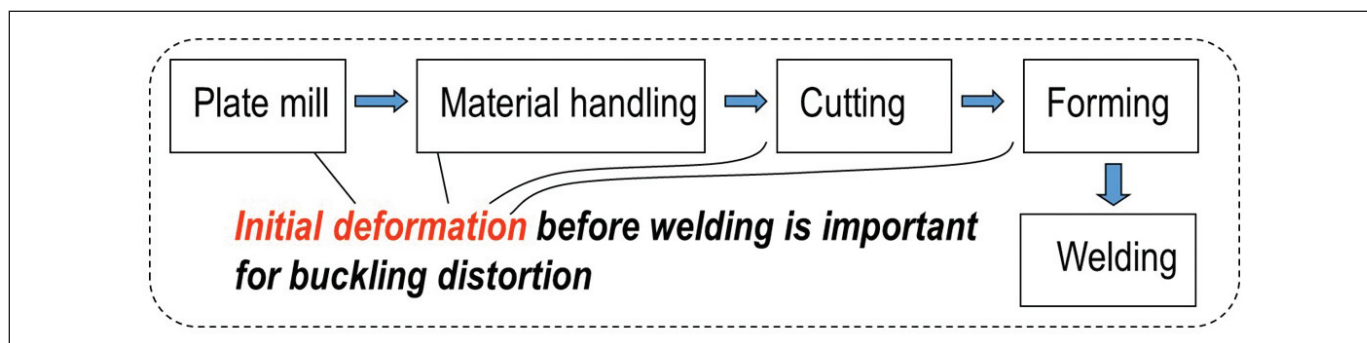 Plate mill
Material handling
Cutting
Forming
Initial deformation before welding is important
for buckling distortion
Welding